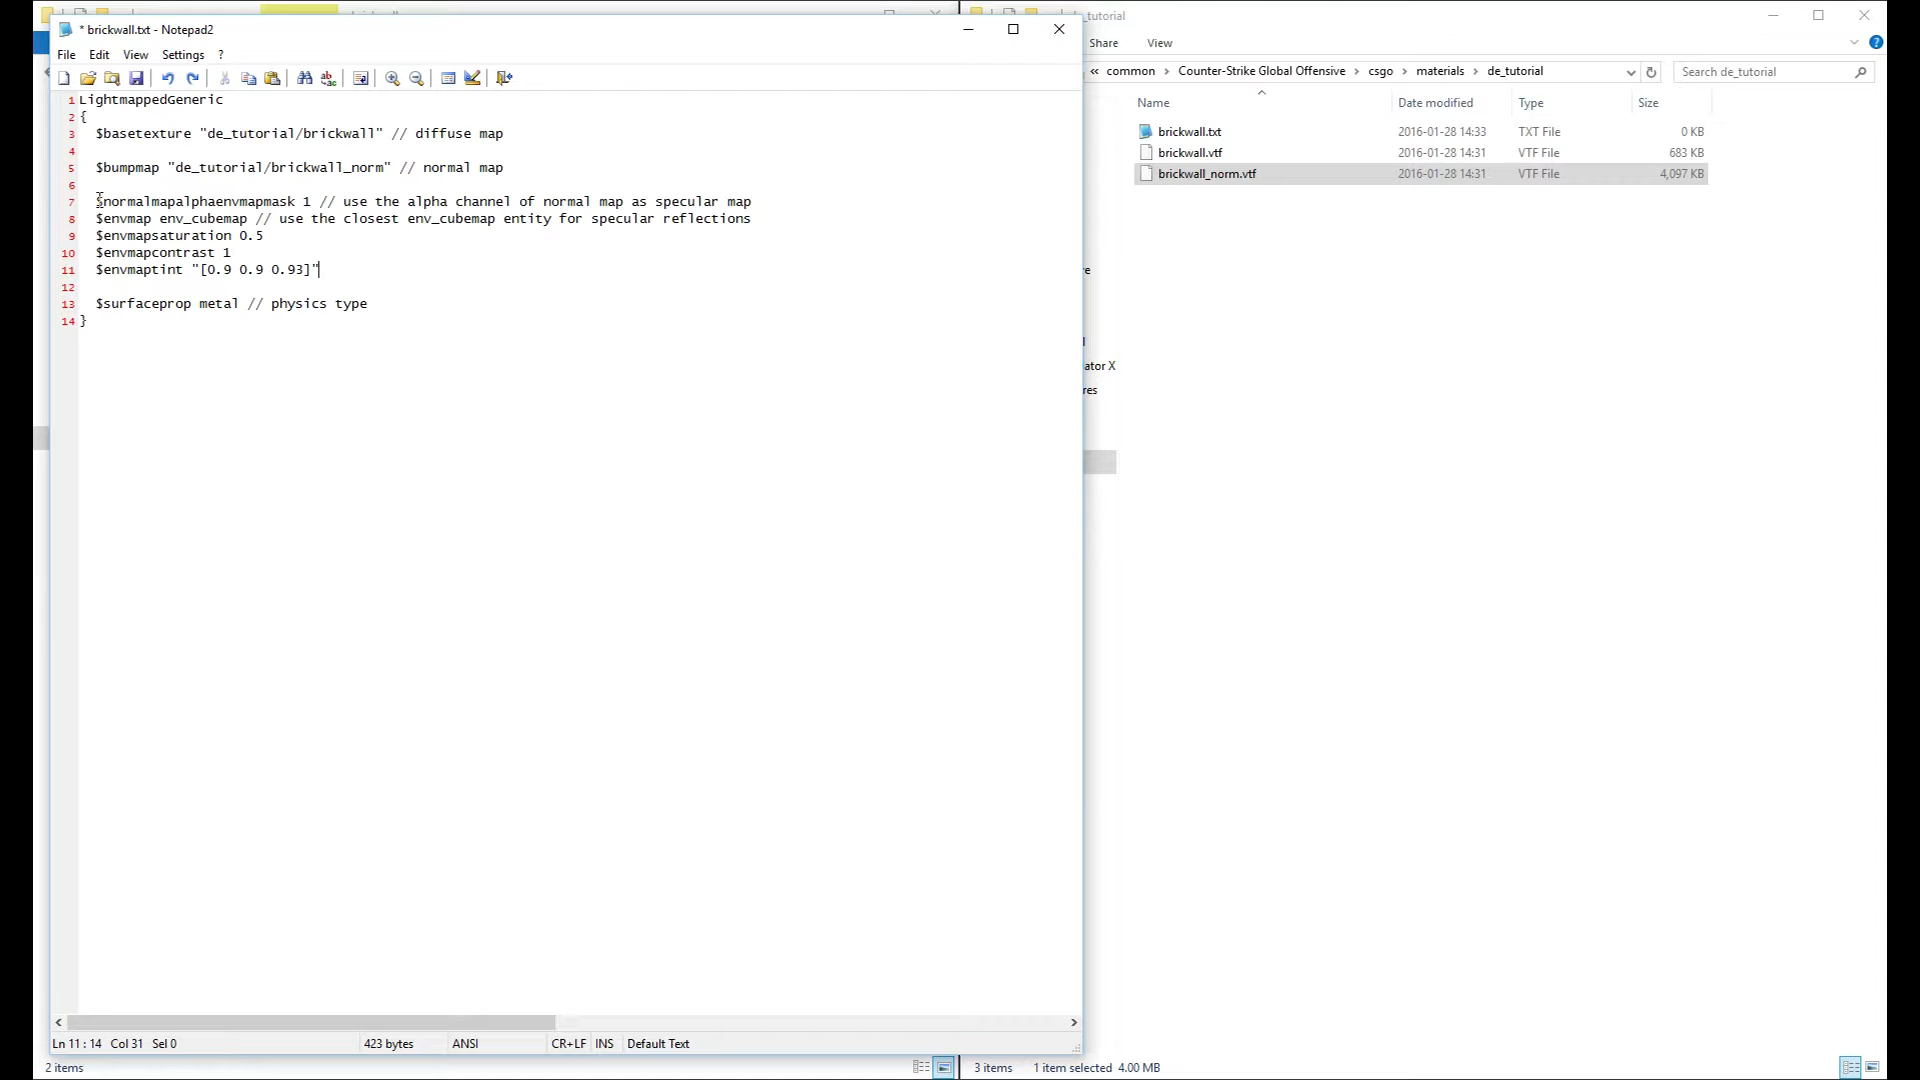 * brickwall.txt - Notepad2
File Edit View Settings ?
1 LightmappedGeneric
2 {
3 $basetexture "de_tutorial/brickwall" // diffuse map
4
5 $bumpmap "de_tutorial/brickwall_norm" // normal map
6
7 $normalmapalphaenvmapmask 1 // use the alpha channel of normal map as specular map
8 $envmap env_cubemap // use the closest env_cubemap entity for specular reflections
9 $envmapsaturation 0.5
10 $envmapcontrast 1
11 $envmaptint "[0.9 0.9 0.93]"
12
13 $surfaceprop metal // physics type
14 }
Ln 11 : 14 Col 31 Sel 0 423 bytes ANSI CR+LF INS Default Text
2 items
_tutorial
Share View
« common > Counter-Strike Global Offensive > csgo > materials > de_tutorial
Search de_tutorial
Name Date modified Type Size
brickwall.txt 2016-01-28 14:33 TXT File 0 KB
brickwall.vtf 2016-01-28 14:31 VTF File 683 KB
brickwall_norm.vtf 2016-01-28 14:31 VTF File 4,097 KB
ator X
res
3 items 1 item selected 4.00 MB